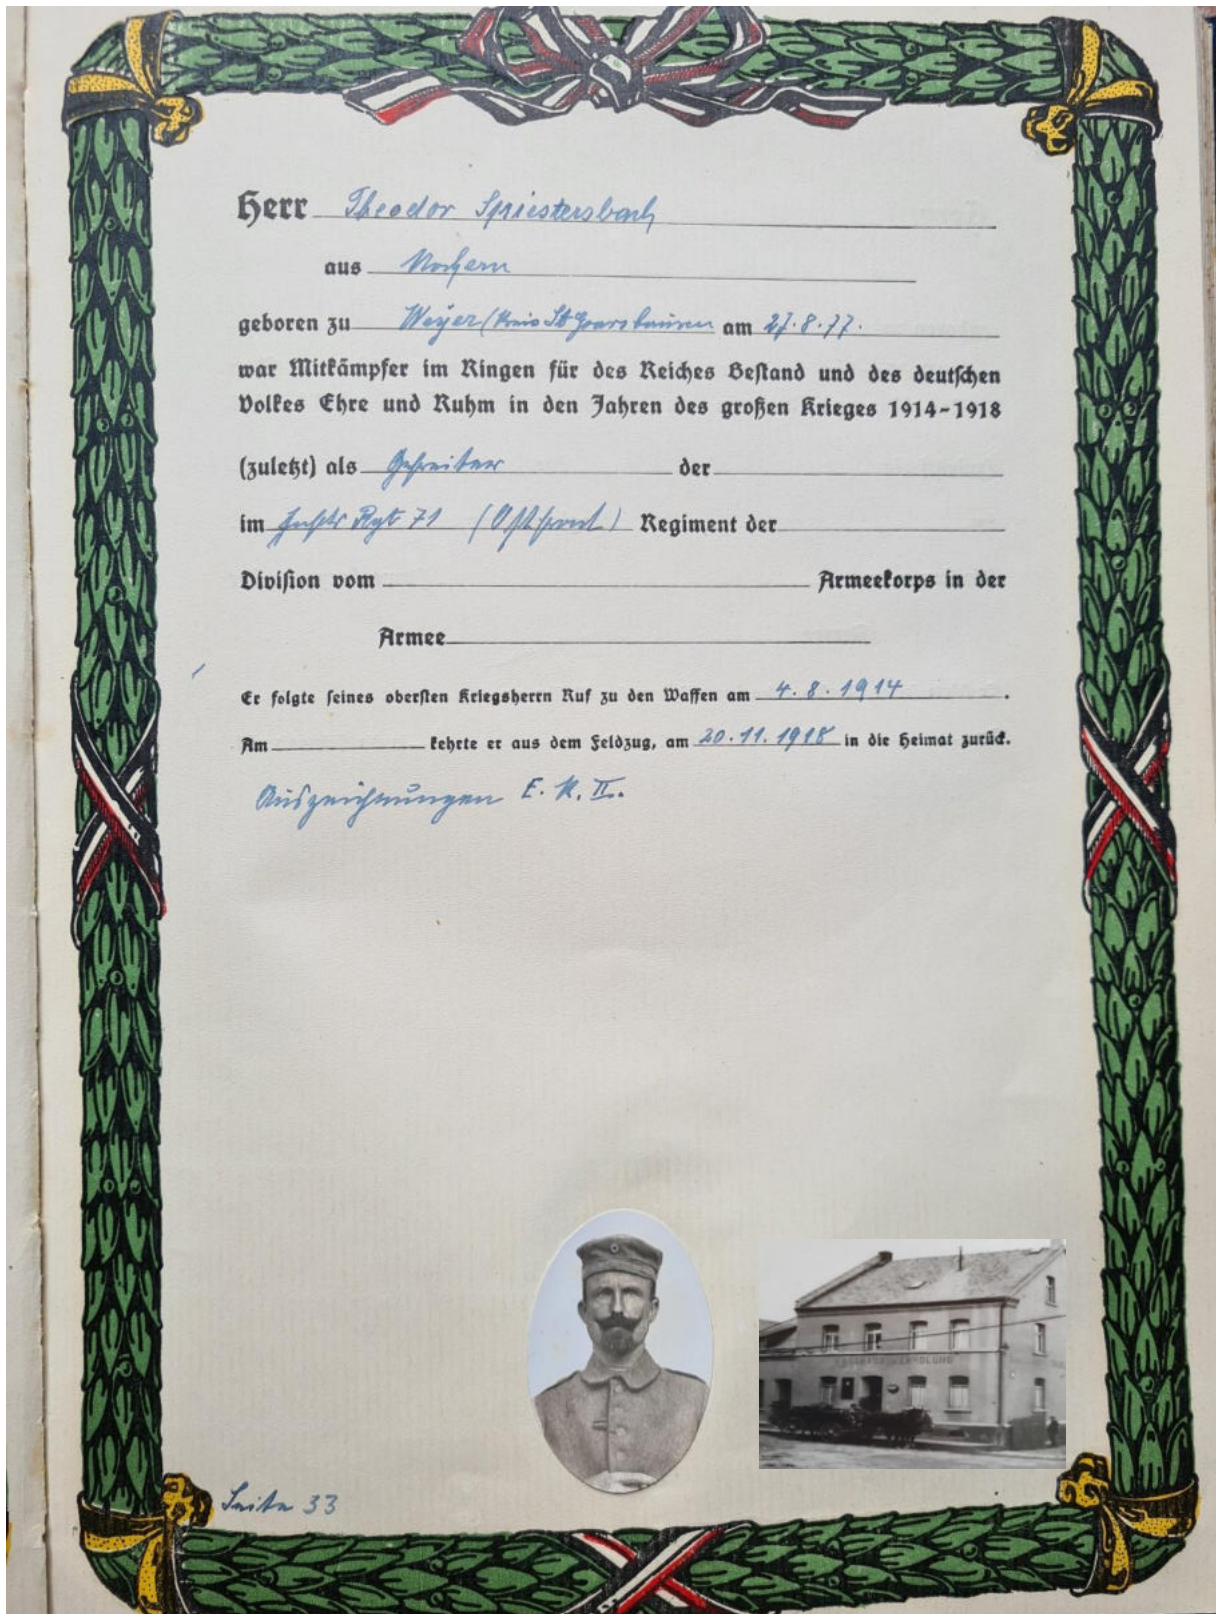 Herr Theodor Spriestersbach
aus Nochern
geboren zu Weyer (Kreis St Goarshausen am 27.8.77.
war Mitkämpfer im Ringen für des Reiches Bestand und des deutschen
Volkes Ehre und Ruhm in den Jahren des großen Krieges 1914-1918
(zuletzt) als Gefreiter der
im Rgt 71 (Ostfront) Regiment der
Division vom Armeekorps in der
Armee
Er folgte seines obersten Kriegsherrn Ruf zu den Waffen am 4.8.1914.
Am kehrte er aus dem Feldzug, am 20.11.1918 in die Heimat zurück.
Auszeichnungen E. K. II.
Seite 33